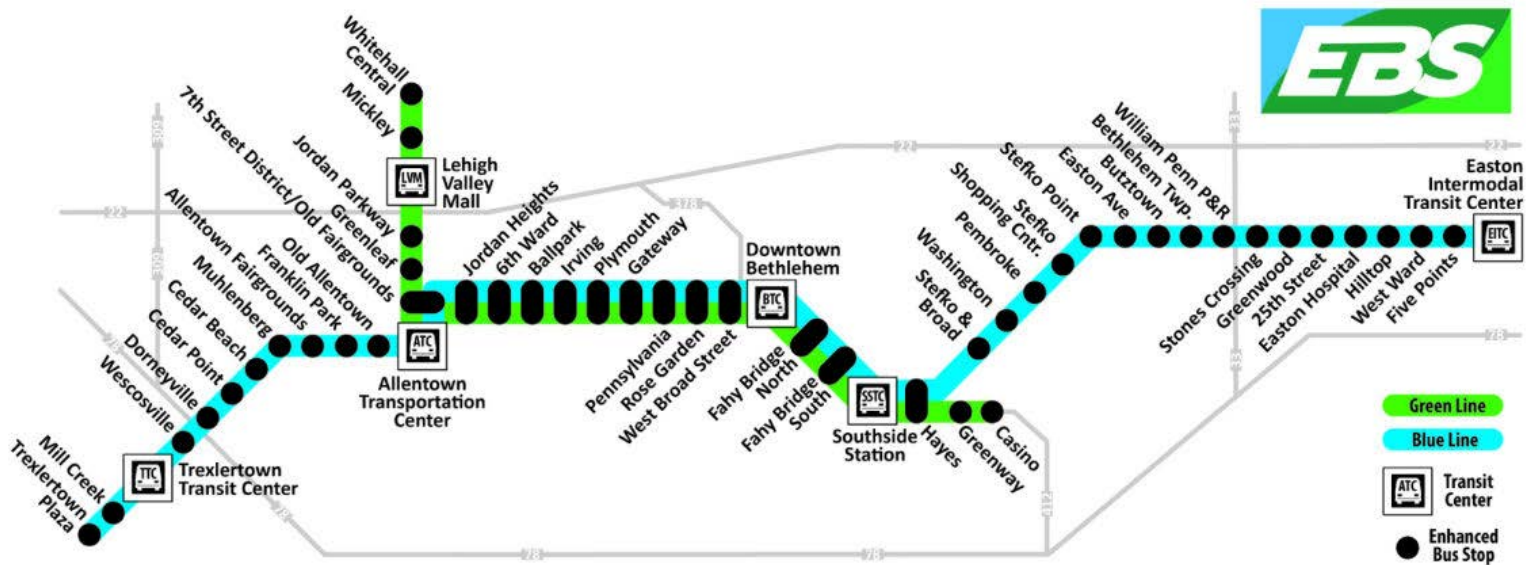 EBS
Whitehall
Central
Mickley
LVM
Lehigh
Valley
Mall
Jordan Parkway
Greenleaf
7th Street District/Old Fairgrounds
309
309
22
22
22
378
33
33
78
78
78
78
78
412
Trexlertown
Plaza
Mill Creek
TTC
Trexlertown
Transit Center
Wescosville
Dorneyville
Cedar Point
Cedar Beach
Muhlenberg
Allentown
Fairgrounds
Franklin Park
Old Allentown
ATC
Allentown
Transportation
Center
Jordan Heights
6th Ward
Ballpark
Irving
Plymouth
Gateway
Pennsylvania
Rose Garden
West Broad Street
Downtown
Bethlehem
BTC
Fahy Bridge
North
Fahy Bridge
South
SSTC
Southside
Station
Hayes
Greenway
Casino
Stefko &
Broad
Washington
Pembroke
Stefko
Shopping Cntr.
Stefko Point
Easton Ave
Butztown
Bethlehem Twp.
William Penn P&R
Stones Crossing
Greenwood
25th Street
Easton Hospital
Hilltop
West Ward
Five Points
Easton
Intermodal
Transit Center
EITC
Green Line
Blue Line
ATC
Transit
Center
Enhanced
Bus Stop